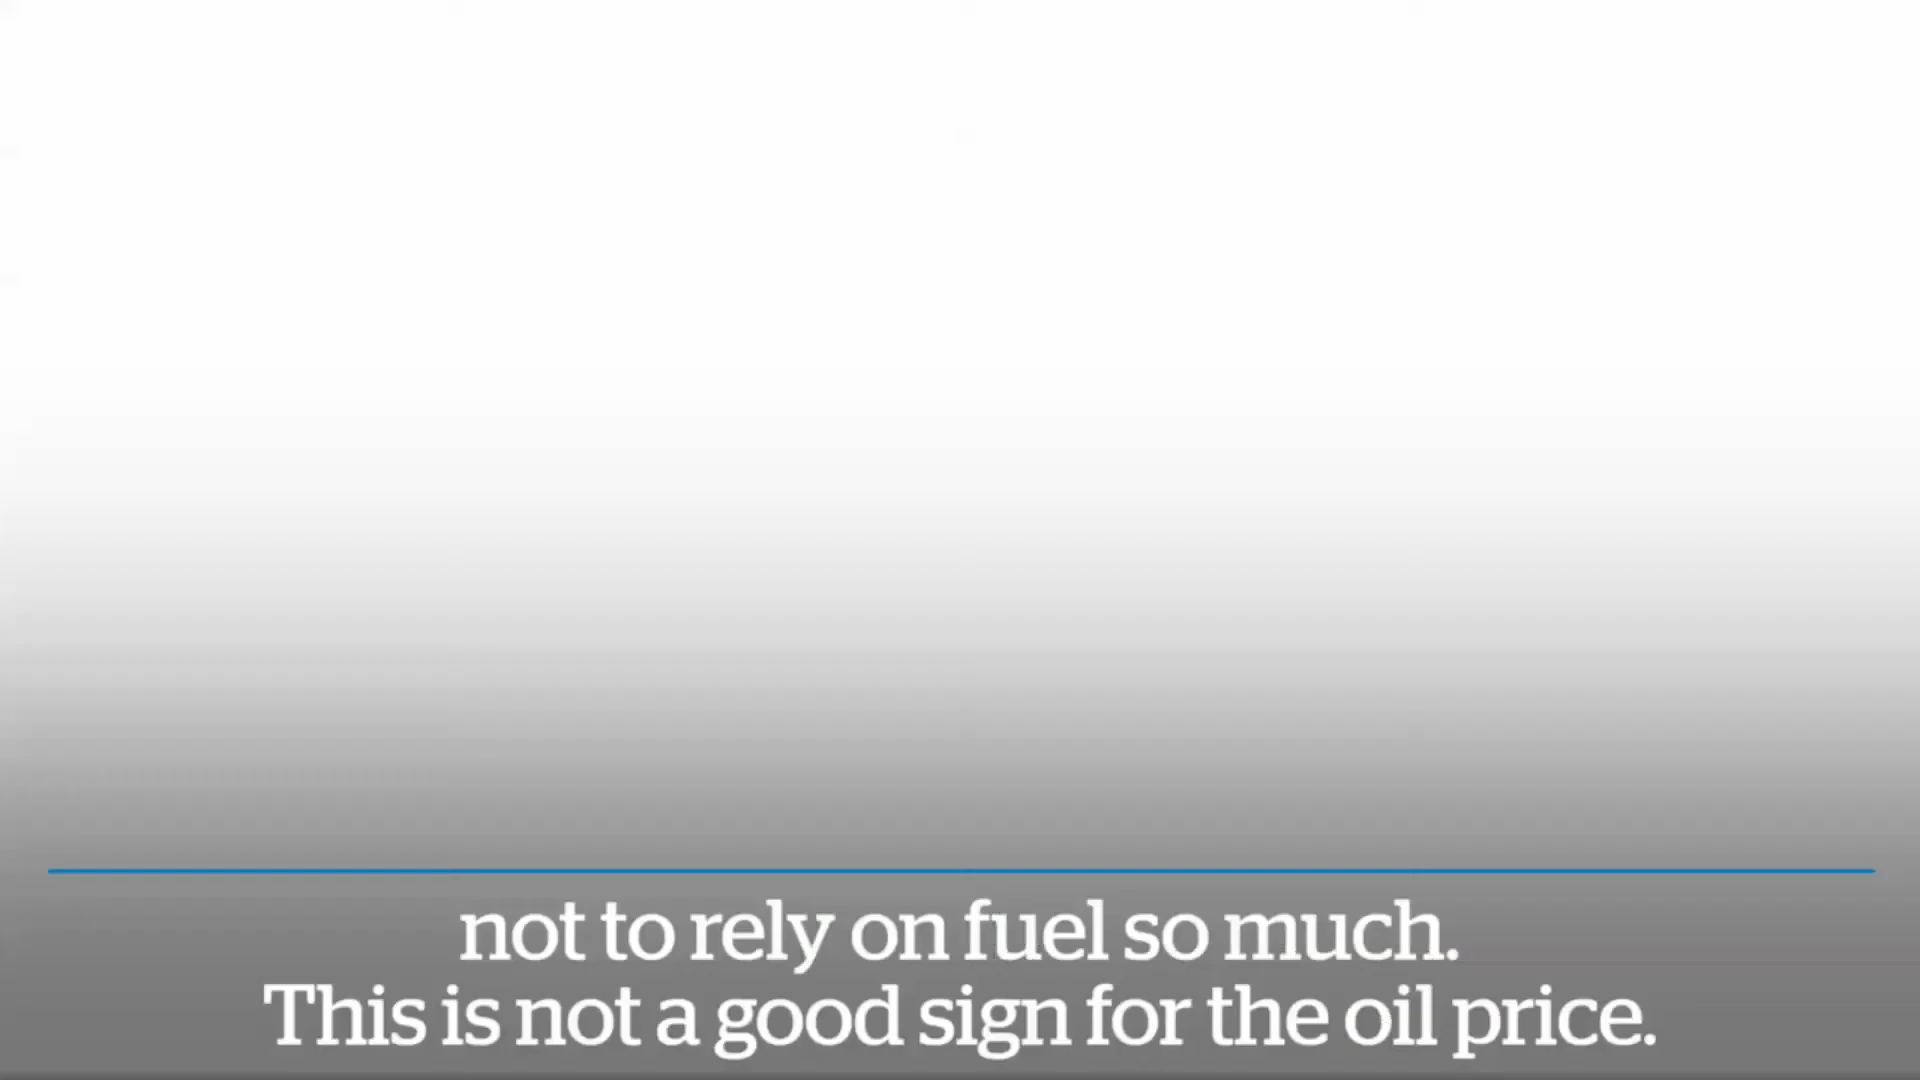 not to rely on fuel so much.
This is not a good sign for the oil price.